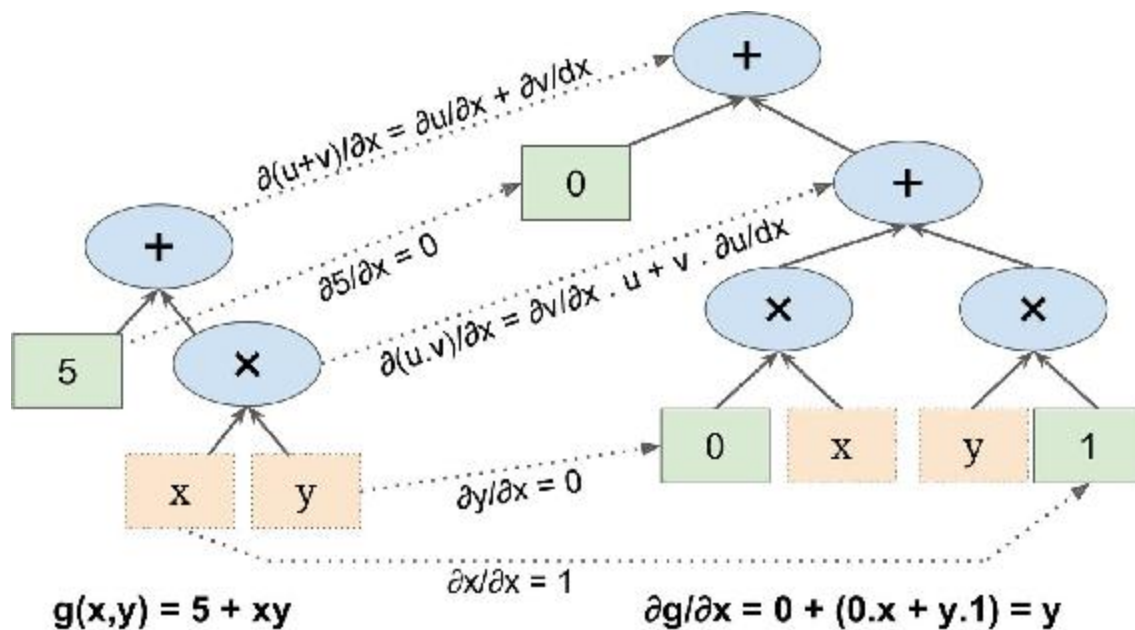 +
∂(u+v)/∂x = ∂u/∂x + ∂v/dx
0
+
+
∂5/∂x = 0
∂(u.v)/∂x = ∂v/∂x . u + v . ∂u/dx
×
×
5
×
0
x
y
1
x
y
∂y/∂x = 0
∂x/∂x = 1
g(x,y) = 5 + xy
∂g/∂x = 0 + (0.x + y.1) = y